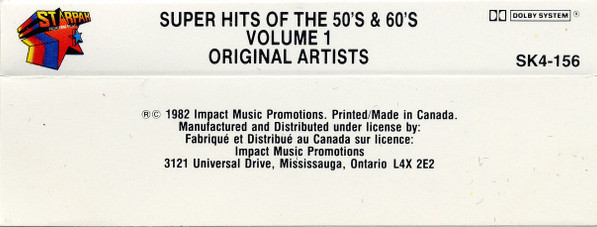 STARPAK
SUPER HITS OF THE 50'S & 60'S
VOLUME 1
ORIGINAL ARTISTS
DOLBY SYSTEM ®
SK4-156
℗© 1982 Impact Music Promotions. Printed/Made in Canada.
Manufactured and Distributed under license by:
Fabriqué et Distribué au Canada sur licence:
Impact Music Promotions
3121 Universal Drive, Mississauga, Ontario L4X 2E2